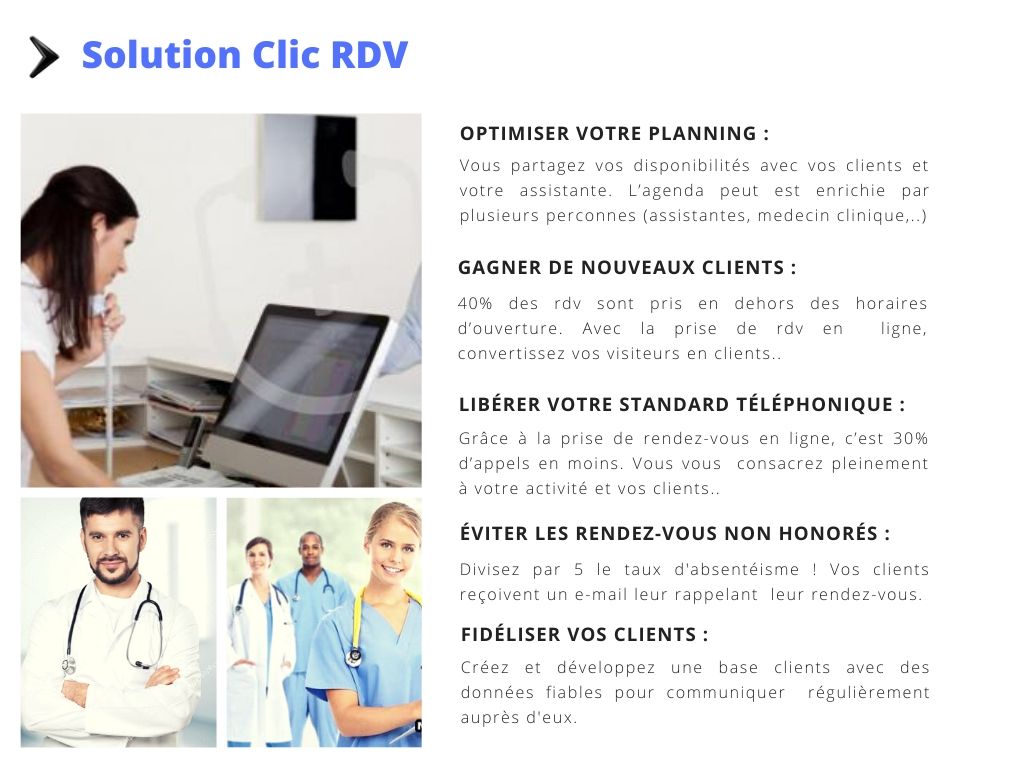 Solution Clic RDV
OPTIMISER VOTRE PLANNING :
Vous partagez vos disponibilités avec vos clients et
votre assistante. L’agenda peut est enrichie par
plusieurs perconnes (assistantes, medecin clinique,..)
GAGNER DE NOUVEAUX CLIENTS :
40% des rdv sont pris en dehors des horaires
d’ouverture. Avec la prise de rdv en ligne,
convertissez vos visiteurs en clients..
LIBÉRER VOTRE STANDARD TÉLÉPHONIQUE :
Grâce à la prise de rendez-vous en ligne, c’est 30%
d’appels en moins. Vous vous consacrez pleinement
à votre activité et vos clients..
ÉVITER LES RENDEZ-VOUS NON HONORÉS :
Divisez par 5 le taux d'absentéisme ! Vos clients
reçoivent un e-mail leur rappelant leur rendez-vous.
FIDÉLISER VOS CLIENTS :
Créez et développez une base clients avec des
données fiables pour communiquer régulièrement
auprès d'eux.